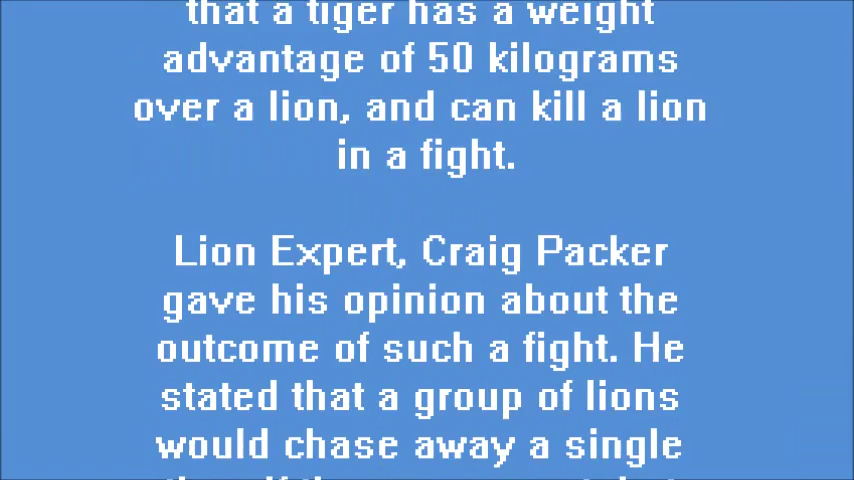 that a tiger has a weight
advantage of 50 kilograms
over a lion, and can kill a lion
in a fight.
Lion Expert, Craig Packer
gave his opinion about the
outcome of such a fight. He
stated that a group of lions
would chase away a single